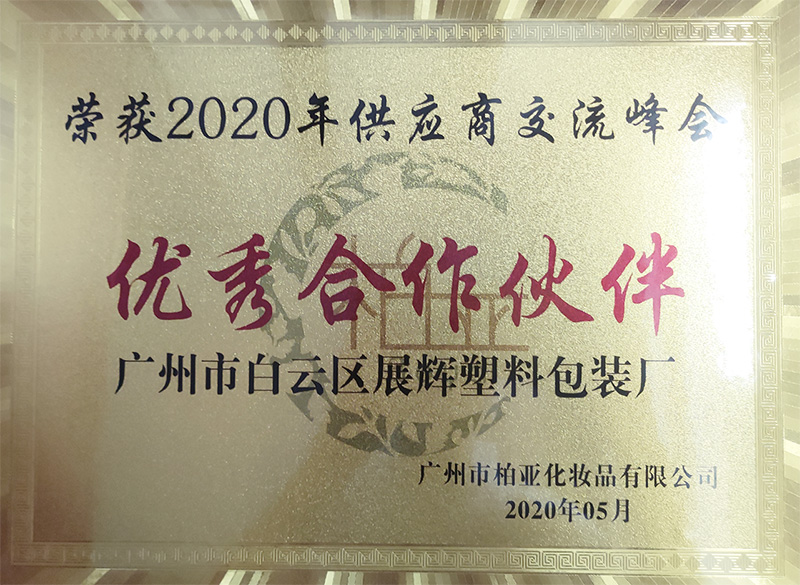 荣获2020年供应商交流峰会
优秀合作伙伴
广州市白云区展辉塑料包装厂
广州市柏亚化妆品有限公司
2020年05月